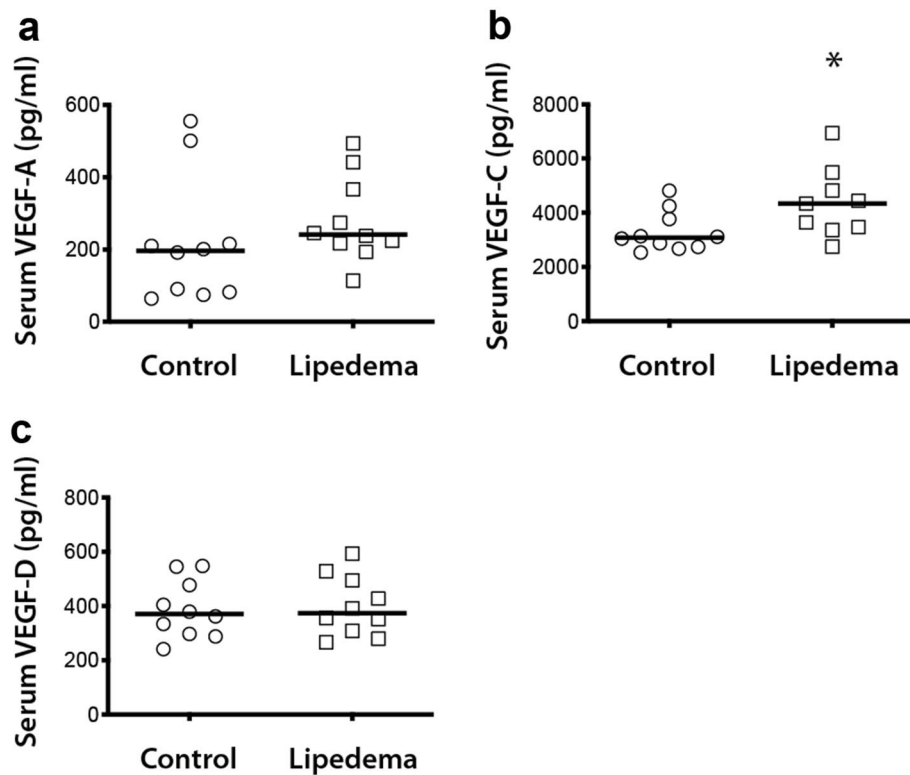 a
Serum VEGF-A (pg/ml)
600
400
200
0
Control Lipedema
b
*
Serum VEGF-C (pg/ml)
8000
6000
4000
2000
0
Control Lipedema
c
Serum VEGF-D (pg/ml)
800
600
400
200
0
Control Lipedema